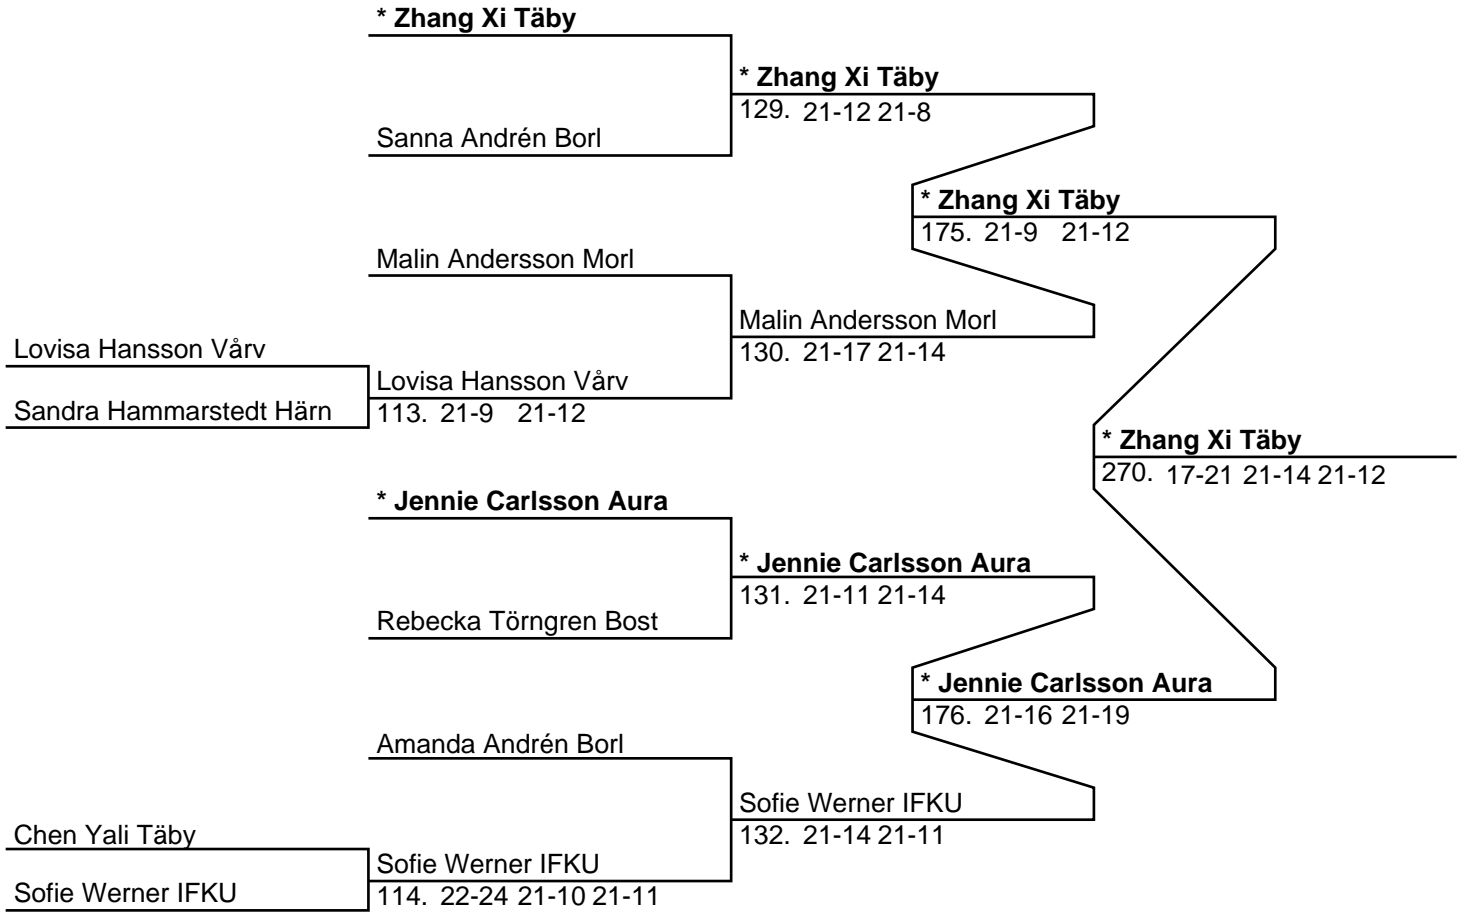 * Zhang Xi Täby
* Zhang Xi Täby
129. 21-12 21-8
Sanna Andrén Borl
* Zhang Xi Täby
175. 21-9 21-12
Malin Andersson Morl
Malin Andersson Morl
130. 21-17 21-14
Lovisa Hansson Vårv
Lovisa Hansson Vårv
113. 21-9 21-12
Sandra Hammarstedt Härn
* Zhang Xi Täby
270. 17-21 21-14 21-12
* Jennie Carlsson Aura
* Jennie Carlsson Aura
131. 21-11 21-14
Rebecka Törngren Bost
* Jennie Carlsson Aura
176. 21-16 21-19
Amanda Andrén Borl
Sofie Werner IFKU
132. 21-14 21-11
Chen Yali Täby
Sofie Werner IFKU
114. 22-24 21-10 21-11
Sofie Werner IFKU